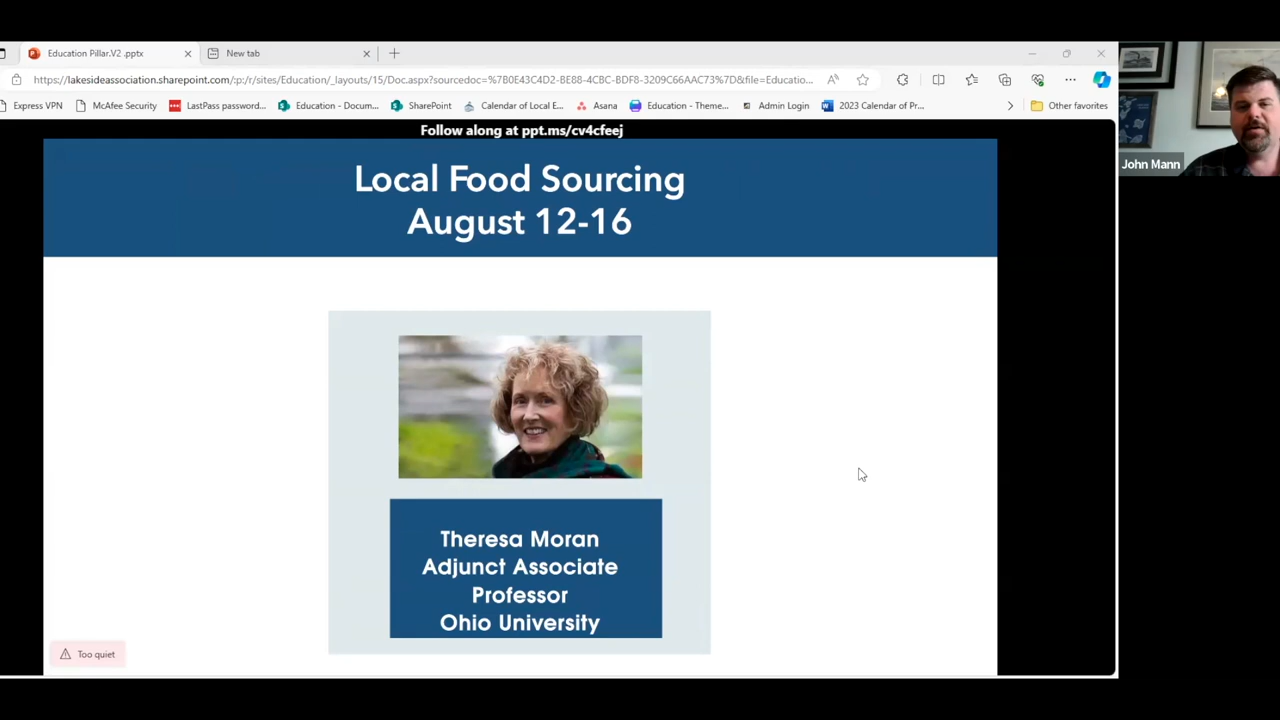 Education Pillar.V2 .pptx
New tab
https://lakesideassociation.sharepoint.com/:p:/r/sites/Education/_layouts/15/Doc.aspx?sourcedoc=%7B0E43C4D2-BE88-4CBC-BDF8-3209C66AAC73%7D&file=Educatio...
Express VPN McAfee Security LastPass password... Education - Docum... SharePoint Calendar of Local E... Asana Education - Theme... Admin Login 2023 Calendar of Pr... Other favorites
Follow along at ppt.ms/cv4cfeej
Local Food Sourcing
August 12-16
John Mann
Theresa Moran
Adjunct Associate
Professor
Ohio University
Too quiet